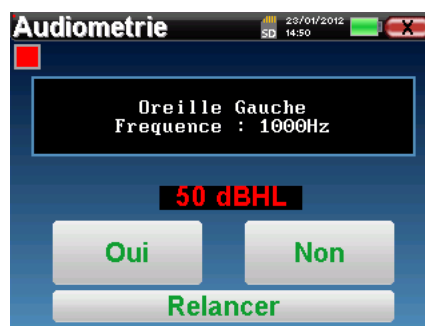 Audiometrie
SD
23/01/2012
14:50
X
Oreille Gauche
Frequence : 1000Hz
50 dBHL
Oui
Non
Relancer